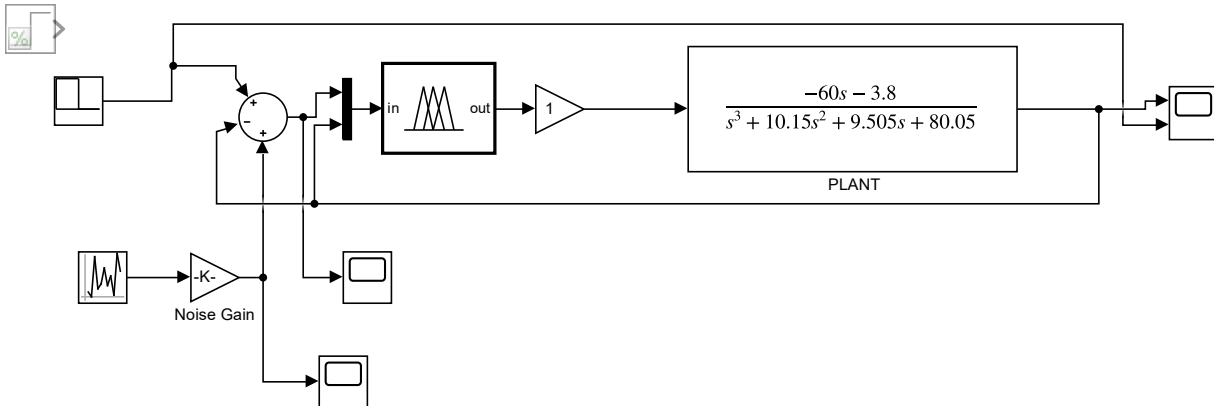 %
+
−
+
in
out
1
−60s − 3.8
s³ + 10.15s² + 9.505s + 80.05
PLANT
-K-
Noise Gain